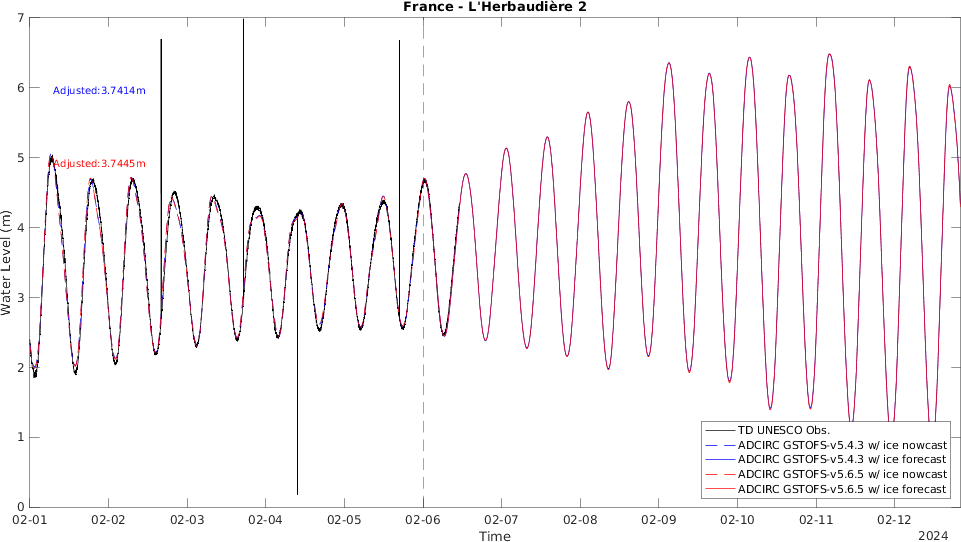 France - L'Herbaudière 2
7
6
5
4
3
2
1
0
Water Level (m)
Adjusted:3.7414m
Adjusted:3.7445m
TD UNESCO Obs.
ADCIRC GSTOFS-v5.4.3 w/ ice nowcast
ADCIRC GSTOFS-v5.4.3 w/ ice forecast
ADCIRC GSTOFS-v5.6.5 w/ ice nowcast
ADCIRC GSTOFS-v5.6.5 w/ ice forecast
02-01 02-02 02-03 02-04 02-05 02-06 02-07 02-08 02-09 02-10 02-11 02-12
Time
2024